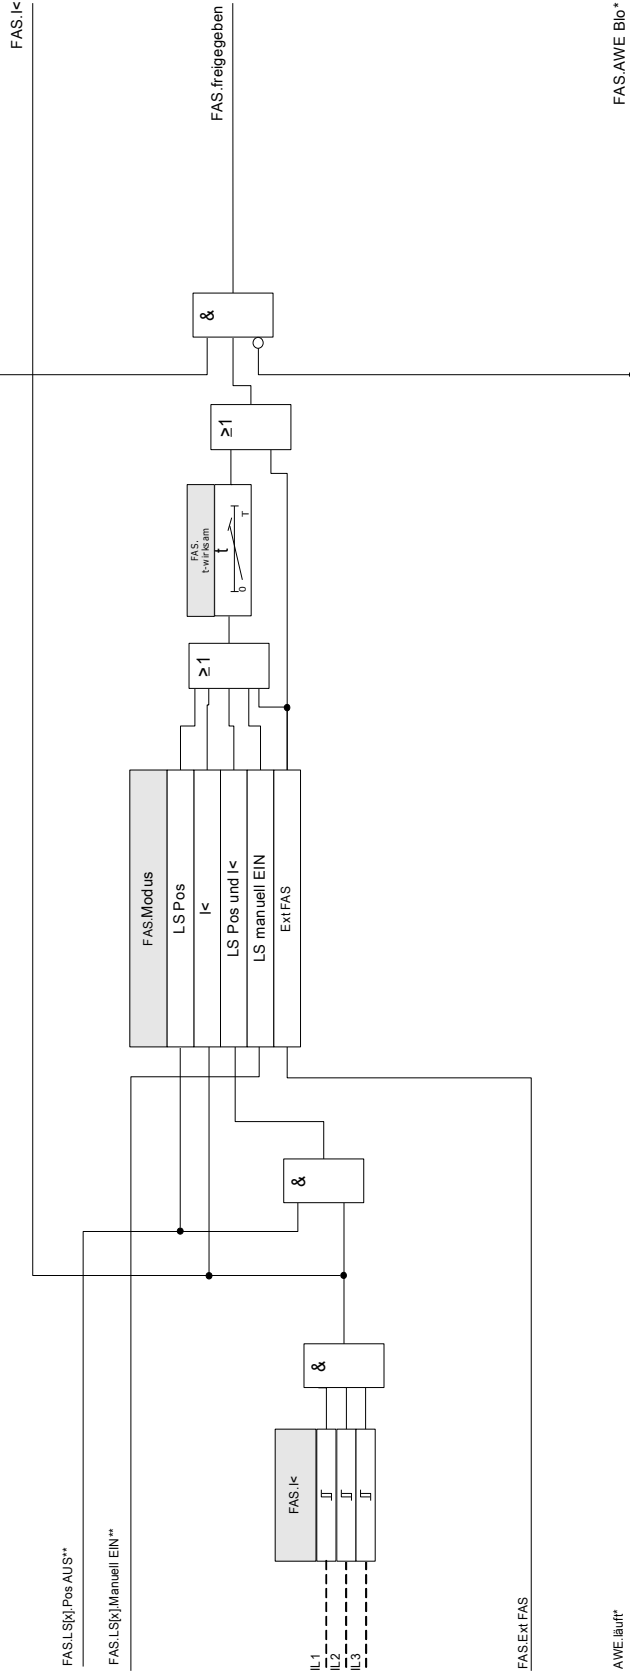 FAS.I<
FAS.freigegeben
FAS.AWE Blo*
&
≥1
FAS.
t-wirksam
t
0
T
≥1
FAS.Modus
LS Pos
I<
LS Pos und I<
LS manuell EIN
Ext FAS
&
&
FAS.I<
FAS.LS[x].Pos AUS**
FAS.LS[x].Manuell EIN**
IL1
IL2
IL3
FAS.Ext FAS
AWE.läuft*